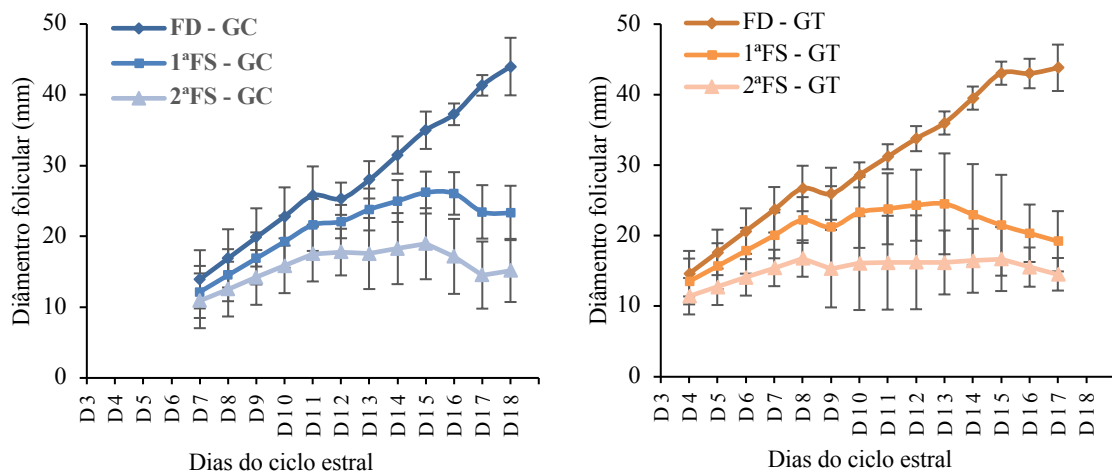 50
40
30
20
10
0
Diâmentro folicular (mm)
FD - GC
1ªFS - GC
2ªFS - GC
D3
D4
D5
D6
D7
D8
D9
D10
D11
D12
D13
D14
D15
D16
D17
D18
Dias do ciclo estral
50
40
30
20
10
0
Diâmentro folicular (mm)
FD - GT
1ªFS - GT
2ªFS - GT
D3
D4
D5
D6
D7
D8
D9
D10
D11
D12
D13
D14
D15
D16
D17
D18
Dias do ciclo estral